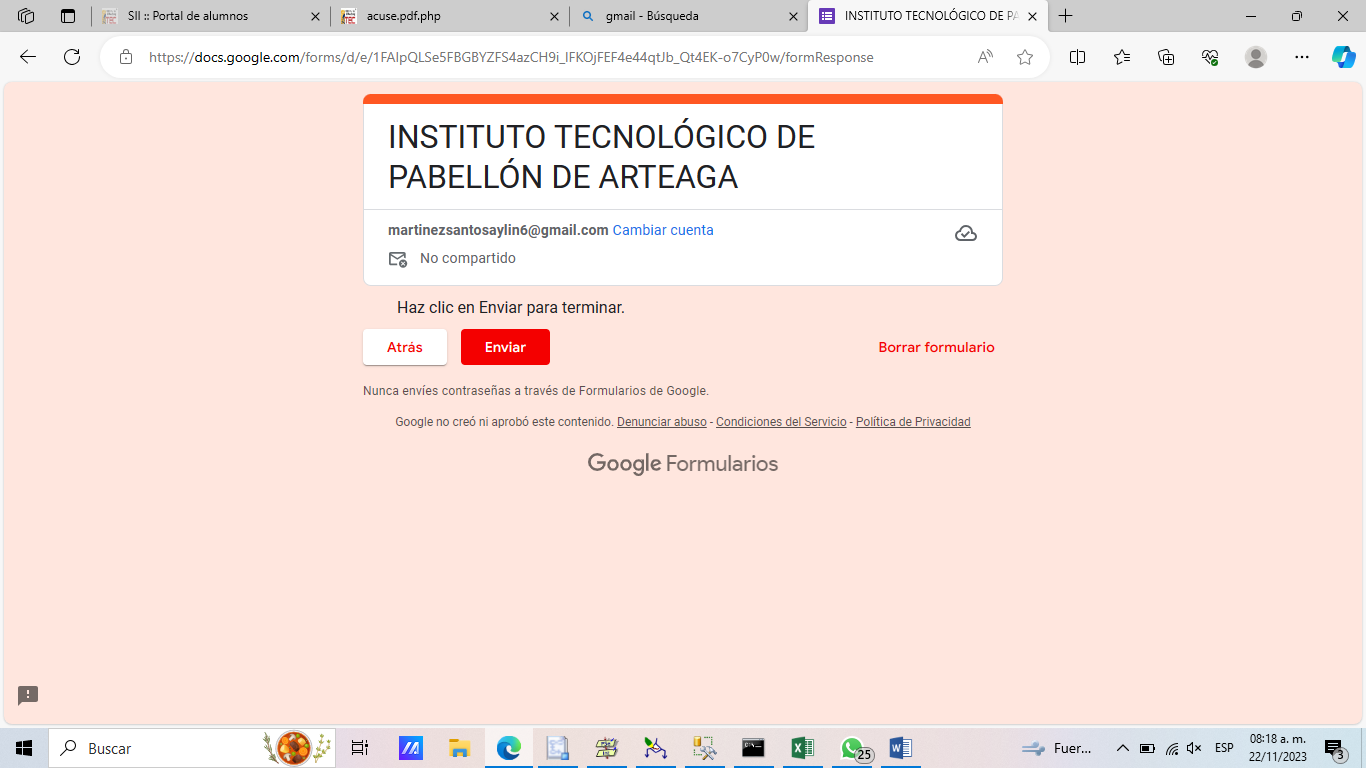 SII :: Portal de alumnos
acuse.pdf.php
gmail - Búsqueda
INSTITUTO TECNOLÓGICO DE PA
https://docs.google.com/forms/d/e/1FAIpQLSe5FBGBYZFS4azCH9i_lFKOjFEF4e44qtJb_Qt4EK-o7CyP0w/formResponse
INSTITUTO TECNOLÓGICO DE
PABELLÓN DE ARTEAGA
martinezsantosaylin6@gmail.com Cambiar cuenta
No compartido
Haz clic en Enviar para terminar.
Atrás
Enviar
Borrar formulario
Nunca envíes contraseñas a través de Formularios de Google.
Google no creó ni aprobó este contenido. Denunciar abuso - Condiciones del Servicio - Política de Privacidad
Google Formularios
Buscar
25
Fuer...
ESP
08:18 a. m.
22/11/2023
3